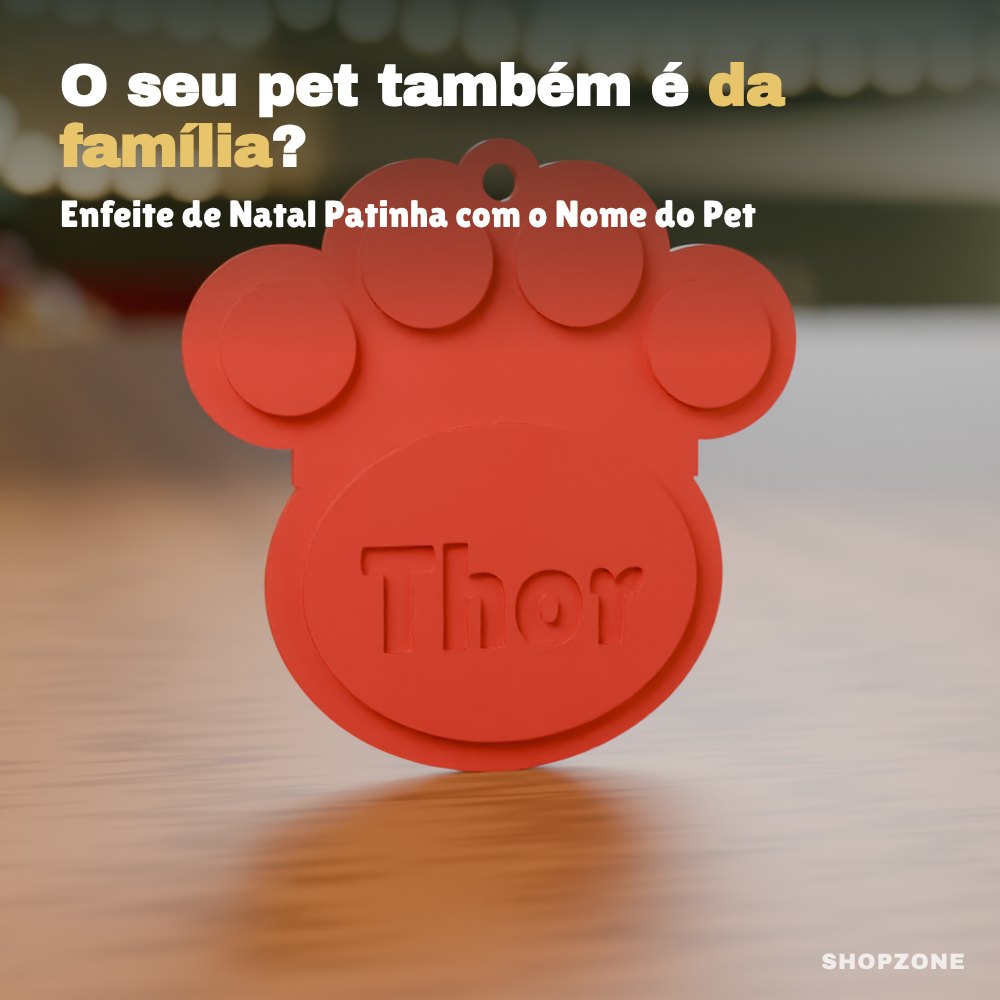 O seu pet também é da
família?
Enfeite de Natal Patinha com o Nome do Pet
Thor
SHOPZONE